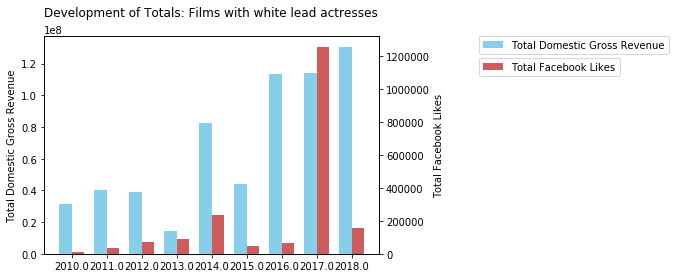 Development of Totals: Films with white lead actresses
1e8
Total Domestic Gross Revenue
Total Facebook Likes
1.2
1.0
0.8
0.6
0.4
0.2
0.0
Total Domestic Gross Revenue
1200000
1000000
800000
600000
400000
200000
0
Total Facebook Likes
2010.0 2011.0 2012.0 2013.0 2014.0 2015.0 2016.0 2017.0 2018.0